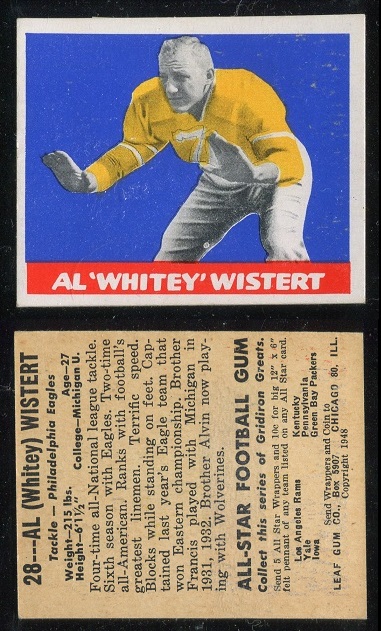 7
AL 'WHITEY' WISTERT
28---AL (Whitey) WISTERT
Tackle — Philadelphia Eagles
Weight—215 lbs. Age—27
Height—6'1½" College—Michigan U.
Four-time all-National league tackle.
Sixth season with Eagles. Two-time
all-American. Ranks with football's
greatest linemen. Terrific speed.
Blocks while standing on feet. Cap-
tained last year's Eagle team that
won Eastern championship. Brother
Francis played with Michigan in
1931, 1932. Brother Alvin now play-
ing with Wolverines.
ALL-STAR FOOTBALL GUM
Collect this series of Gridiron Greats.
Send 5 All Star Wrappers and 10c for big 12" x 6"
felt pennant of any team listed on any All Star card.
Los Angeles Rams Kentucky
Yale Pennsylvania
Iowa Green Bay Packers
Send Wrappers and Coin to
LEAF GUM CO., Box 5907 CHICAGO 80, ILL.
Copyright 1948